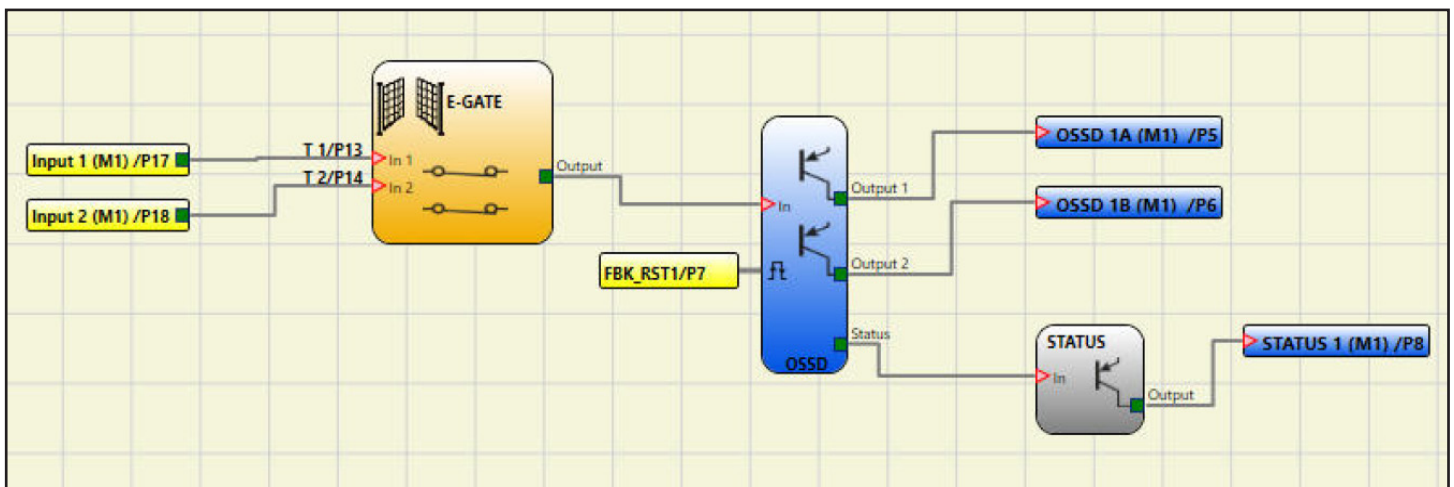 E-GATE
Input 1 (M1) /P17
T 1/P13
In 1
Input 2 (M1) /P18
T 2/P14
In 2
Output
In
FBK_RST1/P7
Output 1
Output 2
Status
OSSD
OSSD 1A (M1) /P5
OSSD 1B (M1) /P6
STATUS
In
Output
STATUS 1 (M1) /P8